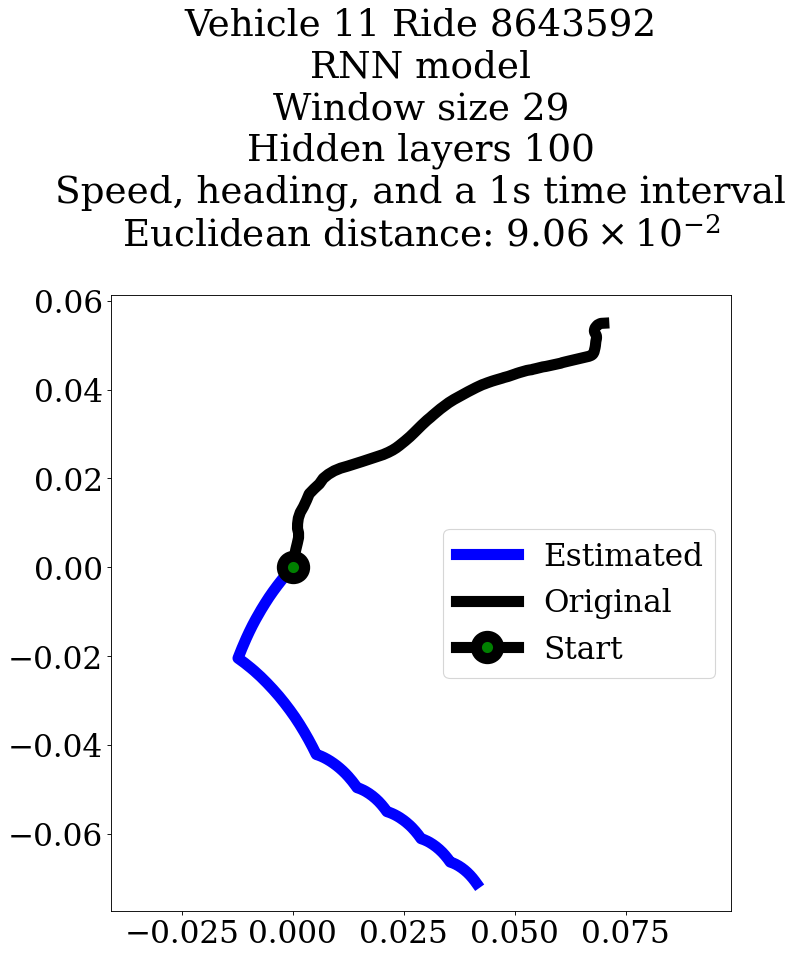 Vehicle 11 Ride 8643592
RNN model
Window size 29
Hidden layers 100
Speed, heading, and a 1s time interval
Euclidean distance: 9.06 × 10⁻²
0.06
0.04
0.02
0.00
−0.02
−0.04
−0.06
Estimated
Original
Start
−0.025 0.000 0.025 0.050 0.075